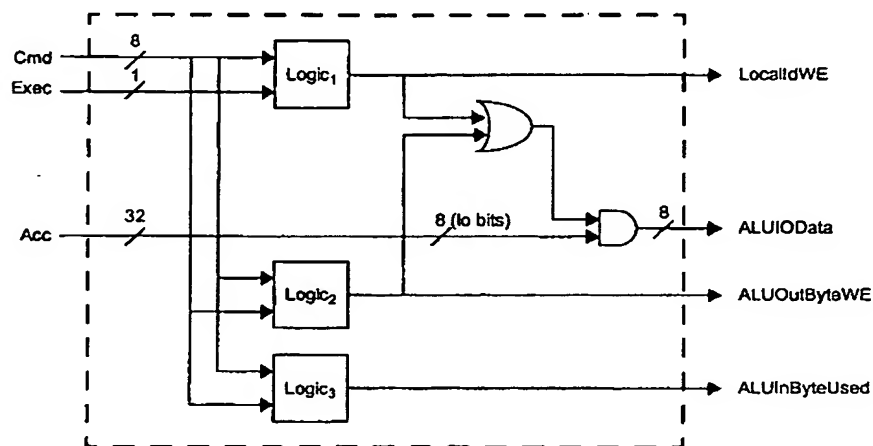 Cmd
8
Exec
1
Logic₁
LocalIdWE
Acc
32
8 (lo bits)
8
ALUIOData
Logic₂
ALUOutByteWE
Logic₃
ALUInByteUsed